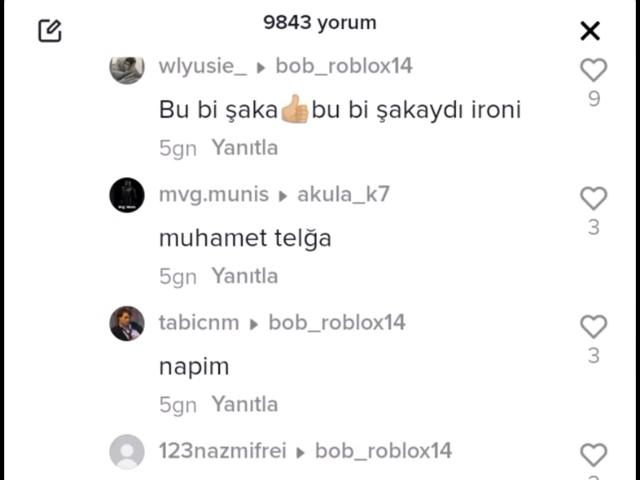 9843 yorum
wlyusie_ ▸ bob_roblox14
Bu bi şaka👍🏼bu bi şakaydı ironi
9
5gn Yanıtla
mvg.munis ▸ akula_k7
muhamet telğa
3
5gn Yanıtla
tabicnm ▸ bob_roblox14
napim
3
5gn Yanıtla
123nazmifrei ▸ bob_roblox14